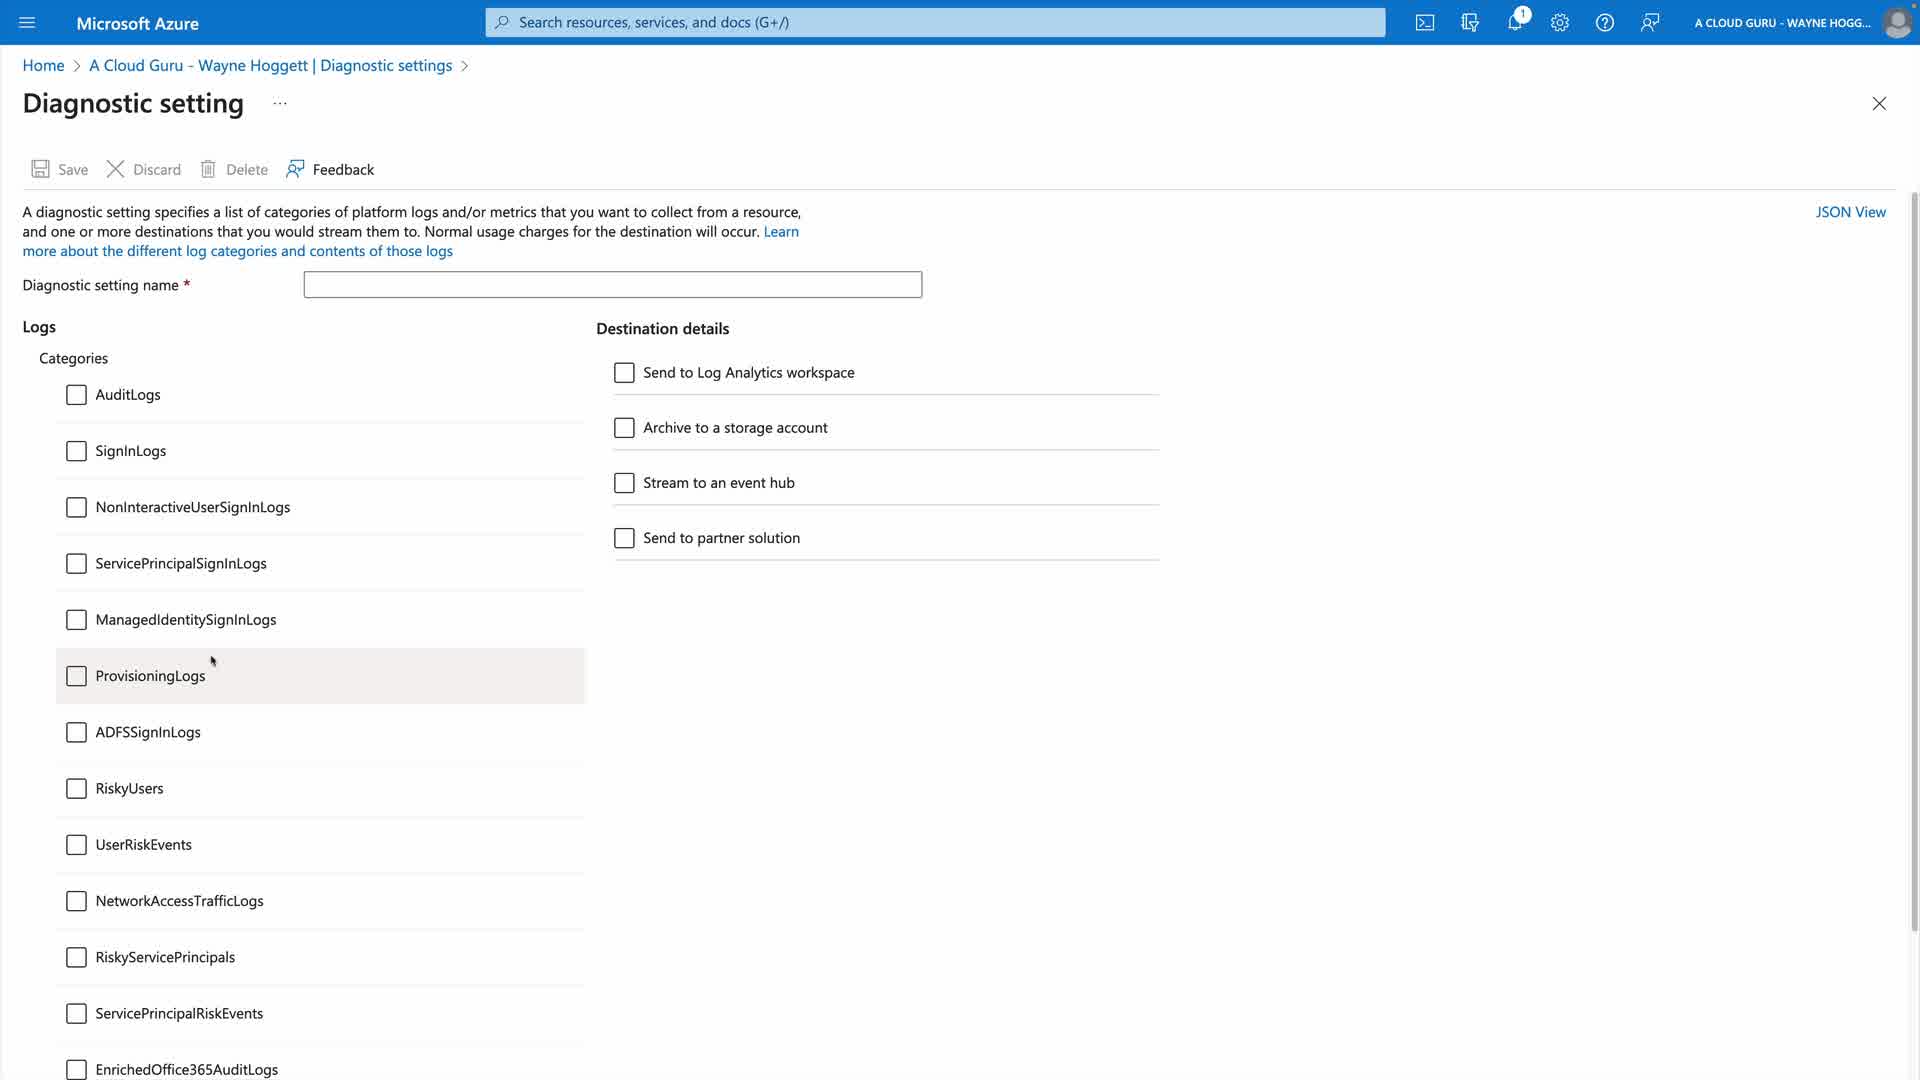 Microsoft Azure
Search resources, services, and docs (G+/)
1
A CLOUD GURU - WAYNE HOGG...
Home > A Cloud Guru - Wayne Hoggett | Diagnostic settings >
Diagnostic setting ...
Save Discard Delete Feedback
A diagnostic setting specifies a list of categories of platform logs and/or metrics that you want to collect from a resource,
and one or more destinations that you would stream them to. Normal usage charges for the destination will occur. Learn
more about the different log categories and contents of those logs
JSON View
Diagnostic setting name *
Logs
Categories
AuditLogs
SignInLogs
NonInteractiveUserSignInLogs
ServicePrincipalSignInLogs
ManagedIdentitySignInLogs
ProvisioningLogs
ADFSSignInLogs
RiskyUsers
UserRiskEvents
NetworkAccessTrafficLogs
RiskyServicePrincipals
ServicePrincipalRiskEvents
EnrichedOffice365AuditLogs
Destination details
Send to Log Analytics workspace
Archive to a storage account
Stream to an event hub
Send to partner solution